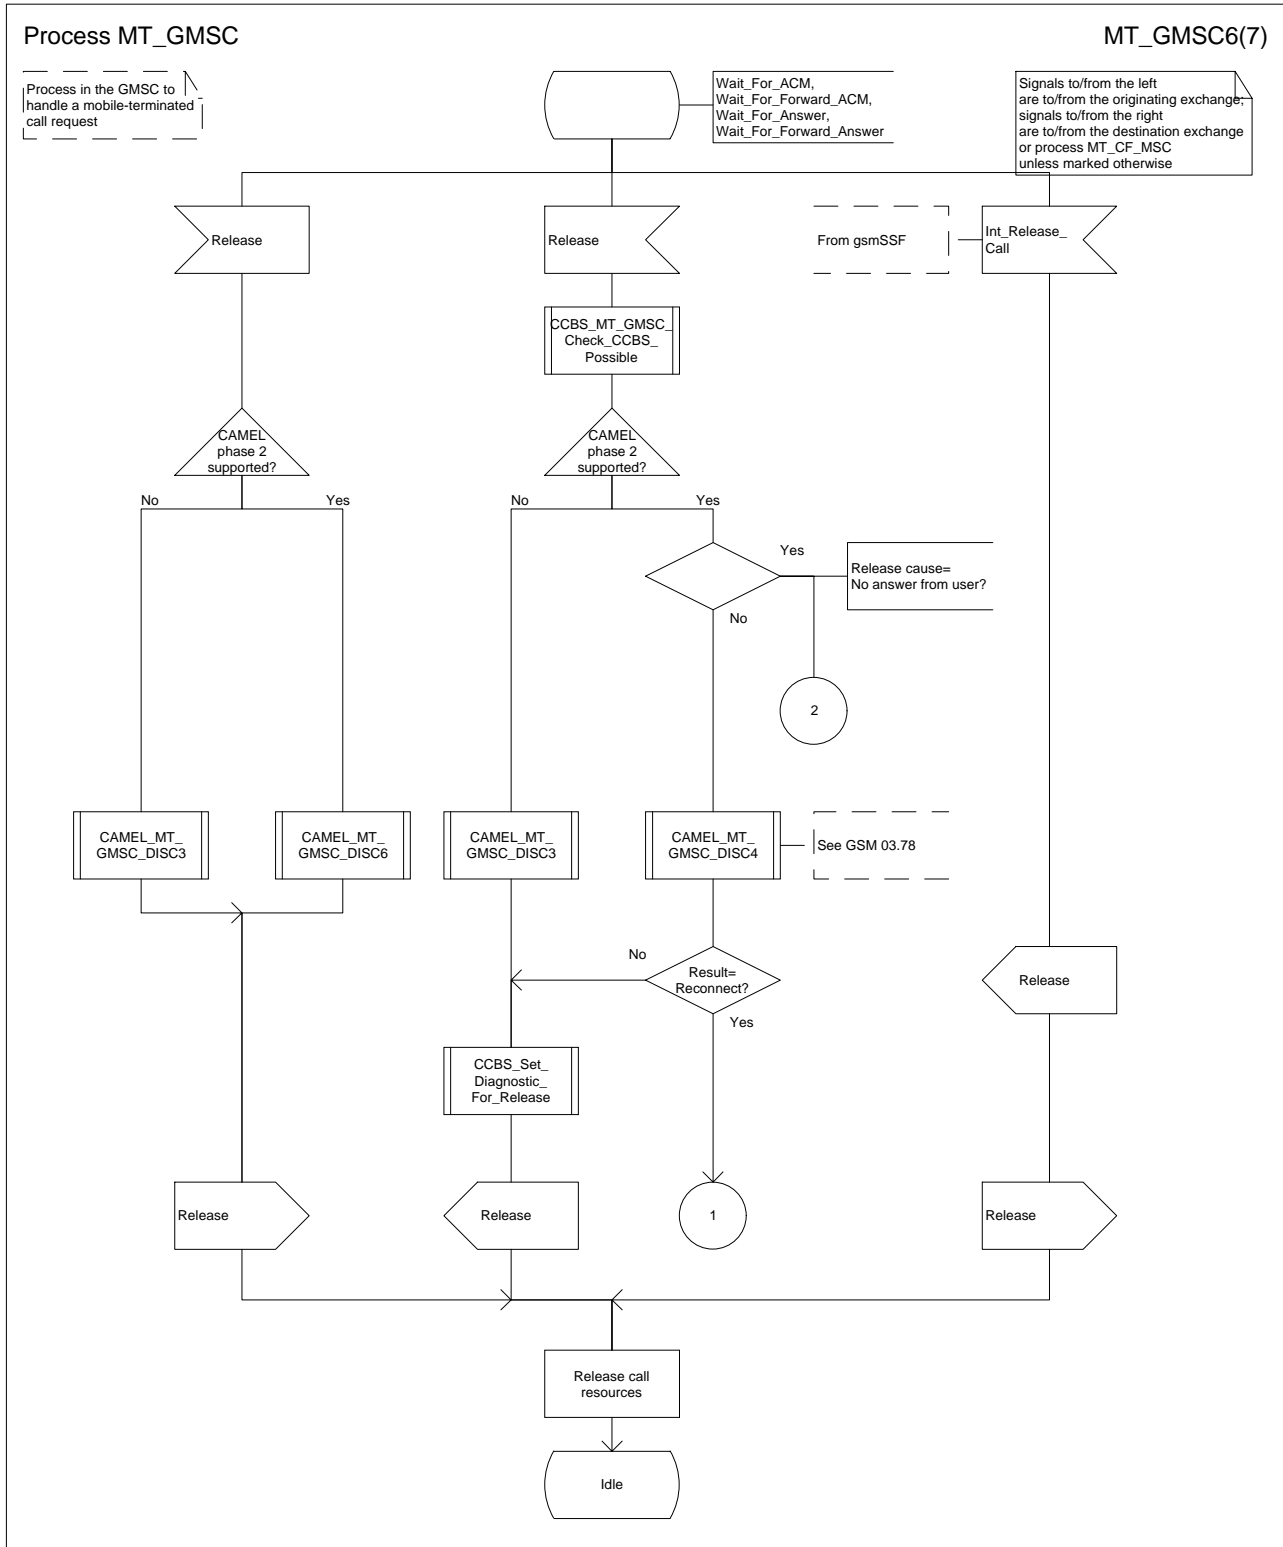 Process MT_GMSC
MT_GMSC6(7)
Process in the GMSC to
handle a mobile-terminated
call request
Wait_For_ACM,
Wait_For_Forward_ACM,
Wait_For_Answer,
Wait_For_Forward_Answer
Signals to/from the left
are to/from the originating exchange;
signals to/from the right
are to/from the destination exchange
or process MT_CF_MSC
unless marked otherwise
Release
Release
From gsmSSF
Int_Release_
Call
CCBS_MT_GMSC_
Check_CCBS_
Possible
CAMEL
phase 2
supported?
CAMEL
phase 2
supported?
No
Yes
No
Yes
Yes
Release cause=
No answer from user?
No
2
CAMEL_MT_
GMSC_DISC3
CAMEL_MT_
GMSC_DISC6
CAMEL_MT_
GMSC_DISC3
CAMEL_MT_
GMSC_DISC4
See GSM 03.78
No
Result=
Reconnect?
Release
Yes
CCBS_Set_
Diagnostic_
For_Release
Release
Release
1
Release
Release call
resources
Idle